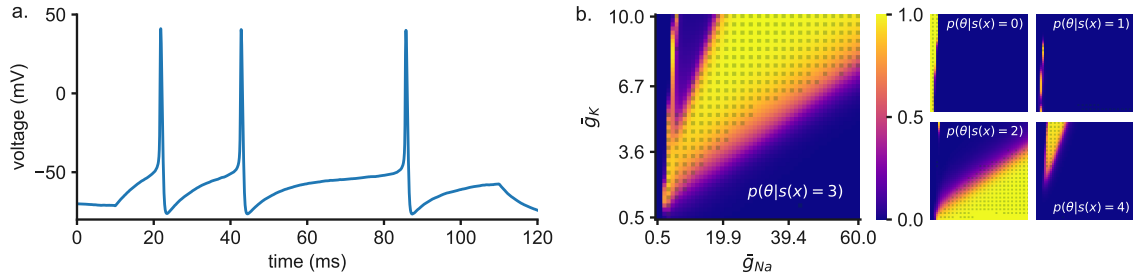 a.
50
0
−50
voltage (mV)
0
20
40
60
80
100
120
time (ms)
b.
10.0
6.7
3.6
0.5
ḡ_K
p(θ|s(x) = 3)
0.5
19.9
39.4
60.0
ḡ_Na
1.0
0.5
0.0
p(θ|s(x) = 0)
p(θ|s(x) = 1)
p(θ|s(x) = 2)
p(θ|s(x) = 4)